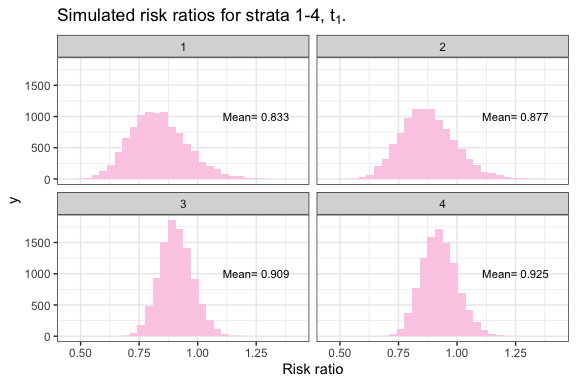 Simulated risk ratios for strata 1-4, t₁.
1 2
1500
1000
500
0
Mean= 0.833 Mean= 0.877
y
3 4
1500
1000
500
0
Mean= 0.909 Mean= 0.925
0.50 0.75 1.00 1.25 0.50 0.75 1.00 1.25
Risk ratio